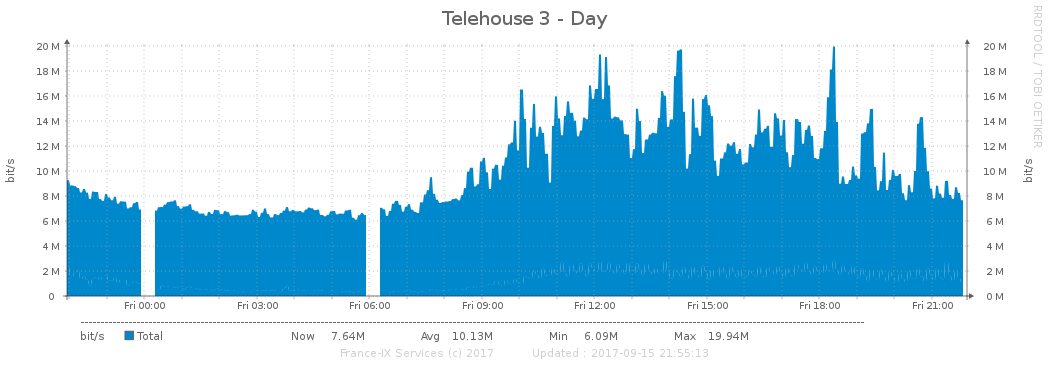 Telehouse 3 - Day
RRDTOOL / TOBI OETIKER
bit/s
bit/s
20 M 20 M
18 M 18 M
16 M 16 M
14 M 14 M
12 M 12 M
10 M 10 M
8 M 8 M
6 M 6 M
4 M 4 M
2 M 2 M
0 0 M
Fri 00:00 Fri 03:00 Fri 06:00 Fri 09:00 Fri 12:00 Fri 15:00 Fri 18:00 Fri 21:00
bit/s Total Now 7.64M Avg 10.13M Min 6.09M Max 19.94M
France-IX Services (c) 2017 Updated : 2017-09-15 21:55:13